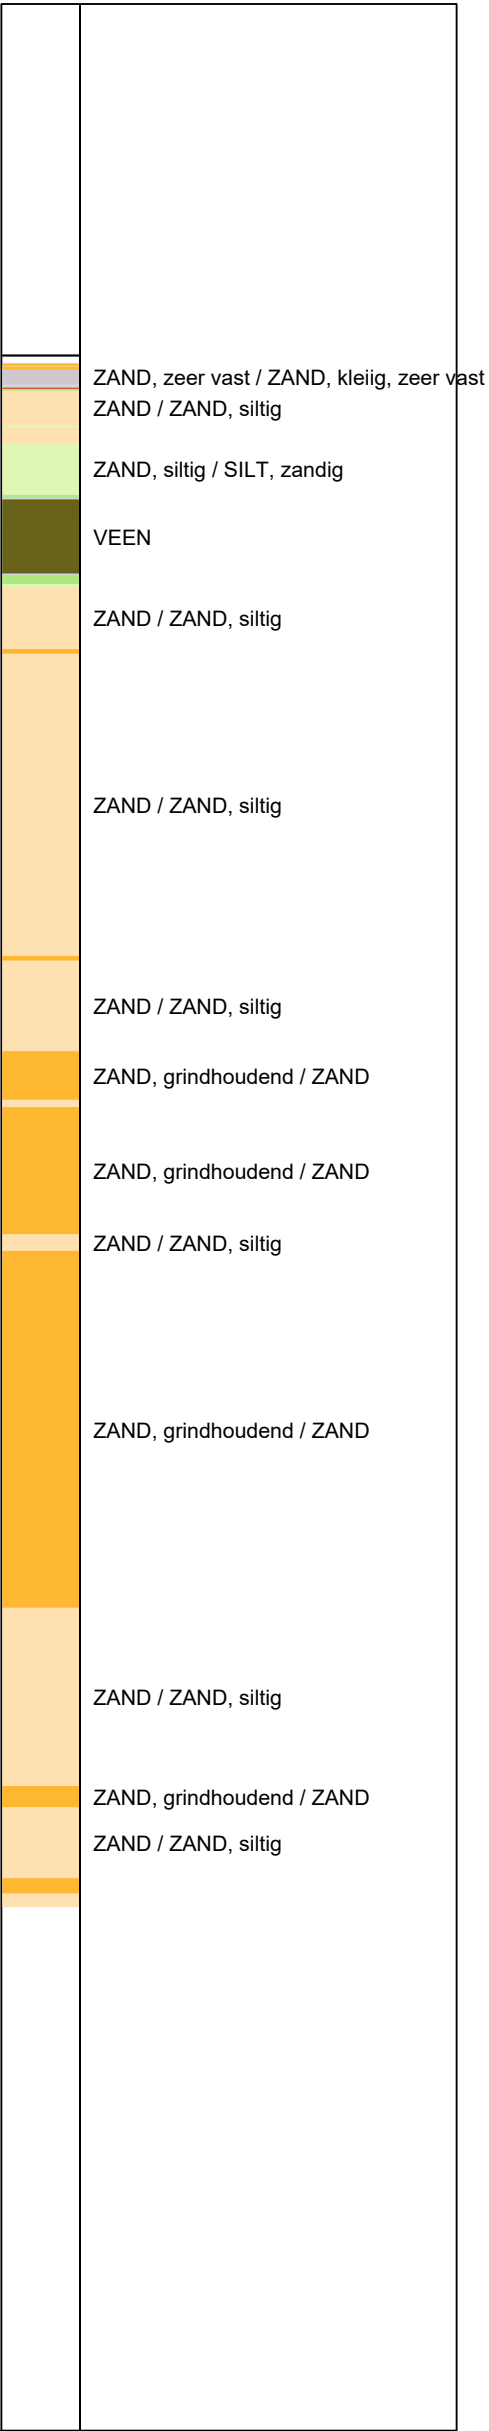 ZAND, zeer vast / ZAND, kleiig, zeer vast
ZAND / ZAND, siltig
ZAND, siltig / SILT, zandig
VEEN
ZAND / ZAND, siltig
ZAND / ZAND, siltig
ZAND / ZAND, siltig
ZAND, grindhoudend / ZAND
ZAND, grindhoudend / ZAND
ZAND / ZAND, siltig
ZAND, grindhoudend / ZAND
ZAND / ZAND, siltig
ZAND, grindhoudend / ZAND
ZAND / ZAND, siltig